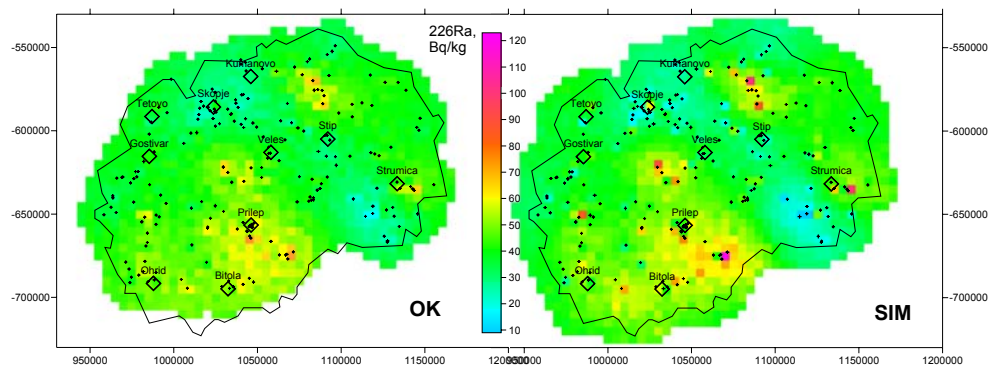 226Ra,
Bq/kg
120
110
100
90
80
70
60
50
40
30
20
10
-550000
-600000
-650000
-700000
Kumanovo
Tetovo
Skopje
Gostivar
Veles
Stip
Strumica
Prilep
Ohrid
Bitola
OK
950000
1000000
1050000
1100000
1150000
1200000
Kumanovo
Tetovo
Skopje
Gostivar
Veles
Stip
Strumica
Prilep
Ohrid
Bitola
SIM
-550000
-600000
-650000
-700000
950000
1000000
1050000
1100000
1150000
1200000